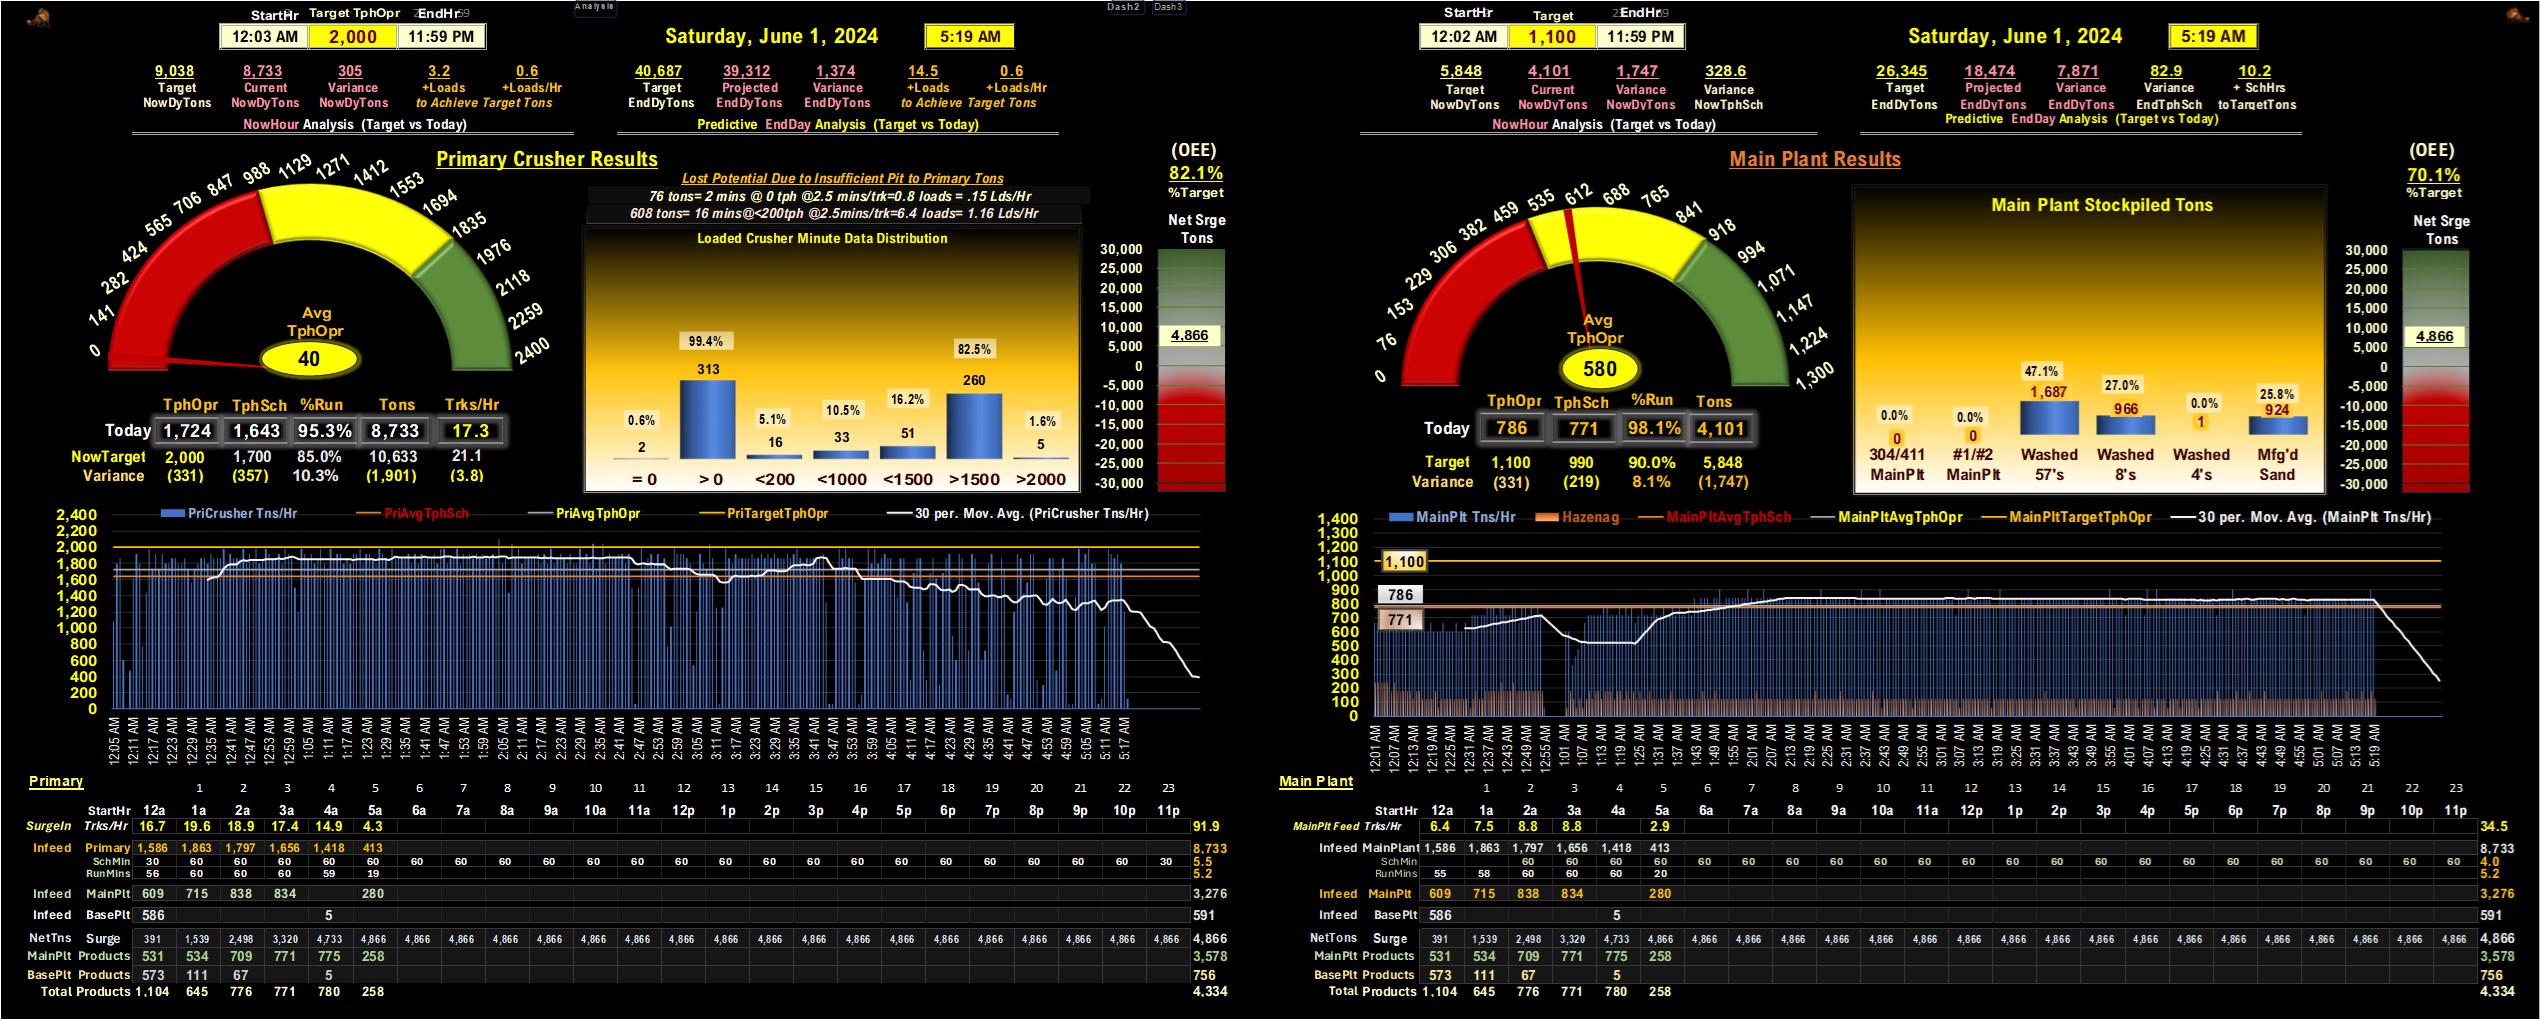 StartHr Target TphOpr EndHr
12:03 AM 2,000 11:59 PM
Analysis
Dash2 Dash3
Saturday, June 1, 2024 5:19 AM
9,038 8,733 305 3.2 0.6
Target Current Variance +Loads +Loads/Hr
NowDyTons NowDyTons NowDyTons to Achieve Target Tons
NowHour Analysis (Target vs Today)
40,687 39,312 1,374 14.5 0.6
Target Projected Variance +Loads +Loads/Hr
EndDyTons EndDyTons EndDyTons to Achieve Target Tons
Predictive EndDay Analysis (Target vs Today)
Primary Crusher Results
(OEE)
82.1%
%Target
Lost Potential Due to Insufficient Pit to Primary Tons
76 tons= 2 mins @ 0 tph @2.5 mins/trk=0.8 loads = .15 Lds/Hr
608 tons= 16 mins@<200tph @2.5mins/trk=6.4 loads= 1.16 Lds/Hr
0 141 282 424 565 706 847 988 1129 1271 1412 1553 1694 1835 1976 2118 2259 2400
Avg
TphOpr
40
TphOpr TphSch %Run Tons Trks/Hr
Today 1,724 1,643 95.3% 8,733 17.3
NowTarget 2,000 1,700 85.0% 10,633 21.1
Variance (331) (357) 10.3% (1,901) (3.8)
Loaded Crusher Minute Data Distribution
0.6% 99.4% 5.1% 10.5% 16.2% 82.5% 1.6%
2 313 16 33 51 260 5
= 0 > 0 <200 <1000 <1500 >1500 >2000
Net Srge
Tons
30,000
25,000
20,000
15,000
10,000
4,866
5,000
0
-5,000
-10,000
-15,000
-20,000
-25,000
-30,000
PriCrusher Tns/Hr PriAvgTphSch PriAvgTphOpr PriTargetTphOpr 30 per. Mov. Avg. (PriCrusher Tns/Hr)
2,400
2,200
2,000
1,800
1,600
1,400
1,200
1,000
800
600
400
200
0
12:05 AM 12:11 AM 12:17 AM 12:23 AM 12:29 AM 12:35 AM 12:41 AM 12:47 AM 12:53 AM 12:59 AM 1:05 AM 1:11 AM 1:17 AM 1:23 AM 1:29 AM 1:35 AM 1:41 AM 1:47 AM 1:53 AM 1:59 AM 2:05 AM 2:11 AM 2:17 AM 2:23 AM 2:29 AM 2:35 AM 2:41 AM 2:47 AM 2:53 AM 3:05 AM 3:11 AM 3:17 AM 3:23 AM 3:29 AM 3:35 AM 3:41 AM 3:47 AM 3:53 AM 3:59 AM 4:05 AM 4:11 AM 4:17 AM 4:23 AM 4:29 AM 4:35 AM 4:41 AM 4:47 AM 4:53 AM 4:59 AM 5:05 AM 5:11 AM 5:17 AM
Primary
1 2 3 4 5 6 7 8 9 10 11 12 13 14 15 16 17 18 19 20 21 22 23
StartHr 12a 1a 2a 3a 4a 5a 6a 7a 8a 9a 10a 11a 12p 1p 2p 3p 4p 5p 6p 7p 8p 9p 10p 11p
SurgeIn Trks/Hr 16.7 19.6 18.9 17.4 14.9 4.3 91.9
Infeed Primary 1,586 1,863 1,797 1,656 1,418 413 8,733
SchMin 30 60 60 60 60 60 60 60 60 60 60 60 60 60 60 60 60 60 60 60 60 60 60 30 5.5
RunMins 56 60 60 60 59 19 5.2
Infeed MainPlt 609 715 838 834 280 3,276
Infeed BasePlt 586 5 591
NetTns Surge 391 1,539 2,498 3,320 4,733 4,866 4,866 4,866 4,866 4,866 4,866 4,866 4,866 4,866 4,866 4,866 4,866 4,866 4,866 4,866 4,866 4,866 4,866 4,866 4,866
MainPlt Products 531 534 709 771 775 258 3,578
BasePlt Products 573 111 67 5 756
Total Products 1,104 645 776 771 780 258 4,334
StartHr Target EndHr
12:02 AM 1,100 11:59 PM
Saturday, June 1, 2024 5:19 AM
5,848 4,101 1,747 328.6
Target Current Variance Variance
NowDyTons NowDyTons NowDyTons NowTphSch
NowHour Analysis (Target vs Today)
26,345 18,474 7,871 82.9 10.2
Target Projected Variance Variance + SchHrs
EndDyTons EndDyTons EndDyTons EndTphSch toTargetTons
Predictive EndDay Analysis (Target vs Today)
Main Plant Results
(OEE)
70.1%
%Target
0 76 153 229 306 382 459 535 612 688 765 841 918 994 1,071 1,147 1,224 1,300
Avg
TphOpr
580
TphOpr TphSch %Run Tons
Today 786 771 98.1% 4,101
Target 1,100 990 90.0% 5,848
Variance (331) (219) 8.1% (1,747)
Main Plant Stockpiled Tons
0.0% 0.0% 47.1% 27.0% 0.0% 25.8%
0 0 1,687 966 1 924
304/411 #1/#2 Washed Washed Washed Mfg'd
MainPlt MainPlt 57's 8's 4's Sand
Net Srge
Tons
30,000
25,000
20,000
15,000
10,000
4,866
5,000
0
-5,000
-10,000
-15,000
-20,000
-25,000
-30,000
MainPlt Tns/Hr Hazenag MainPltAvgTphSch MainPltAvgTphOpr MainPltTargetTphOpr 30 per. Mov. Avg. (MainPlt Tns/Hr)
1,400
1,300
1,200
1,100
1,000
900
800
700
600
500
400
300
200
100
0
1,100
786
771
12:01 AM 12:07 AM 12:13 AM 12:19 AM 12:25 AM 12:31 AM 12:37 AM 12:43 AM 12:49 AM 12:55 AM 1:01 AM 1:07 AM 1:13 AM 1:19 AM 1:25 AM 1:31 AM 1:37 AM 1:43 AM 1:49 AM 1:55 AM 2:01 AM 2:07 AM 2:13 AM 2:19 AM 2:25 AM 2:31 AM 2:37 AM 2:43 AM 2:49 AM 2:55 AM 3:01 AM 3:07 AM 3:13 AM 3:19 AM 3:25 AM 3:31 AM 3:37 AM 3:43 AM 3:49 AM 3:55 AM 4:01 AM 4:07 AM 4:13 AM 4:19 AM 4:25 AM 4:31 AM 4:37 AM 4:43 AM 4:49 AM 4:55 AM 5:01 AM 5:07 AM 5:13 AM 5:19 AM
Main Plant
1 2 3 4 5 6 7 8 9 10 11 12 13 14 15 16 17 18 19 20 21 22 23
StartHr 12a 1a 2a 3a 4a 5a 6a 7a 8a 9a 10a 11a 12p 1p 2p 3p 4p 5p 6p 7p 8p 9p 10p 11p
MainPlt Feed Trks/Hr 6.4 7.5 8.8 8.8 2.9 34.5
Infeed MainPlant 1,586 1,863 1,797 1,656 1,418 413 8,733
SchMin 60 60 60 60 60 60 60 60 60 60 60 60 60 60 60 60 60 60 60 60 60 60 4.0
RunMins 55 58 60 60 60 20 5.2
Infeed MainPlt 609 715 838 834 280 3,276
Infeed BasePlt 586 5 591
NetTons Surge 391 1,539 2,498 3,320 4,733 4,866 4,866 4,866 4,866 4,866 4,866 4,866 4,866 4,866 4,866 4,866 4,866 4,866 4,866 4,866 4,866 4,866 4,866 4,866 4,866
MainPlt Products 531 534 709 771 775 258 3,578
BasePlt Products 573 111 67 5 756
Total Products 1,104 645 776 771 780 258 4,334